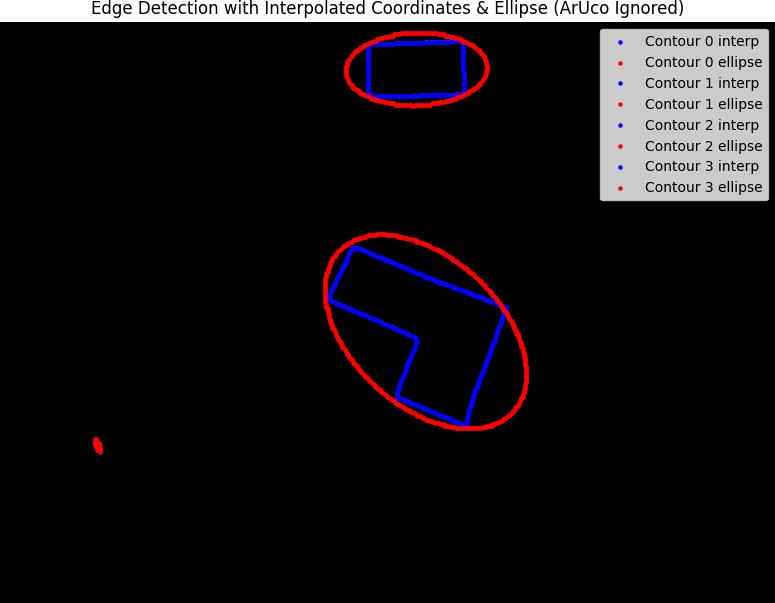 Edge Detection with Interpolated Coordinates & Ellipse (ArUco Ignored)
Contour 0 interp
Contour 0 ellipse
Contour 1 interp
Contour 1 ellipse
Contour 2 interp
Contour 2 ellipse
Contour 3 interp
Contour 3 ellipse